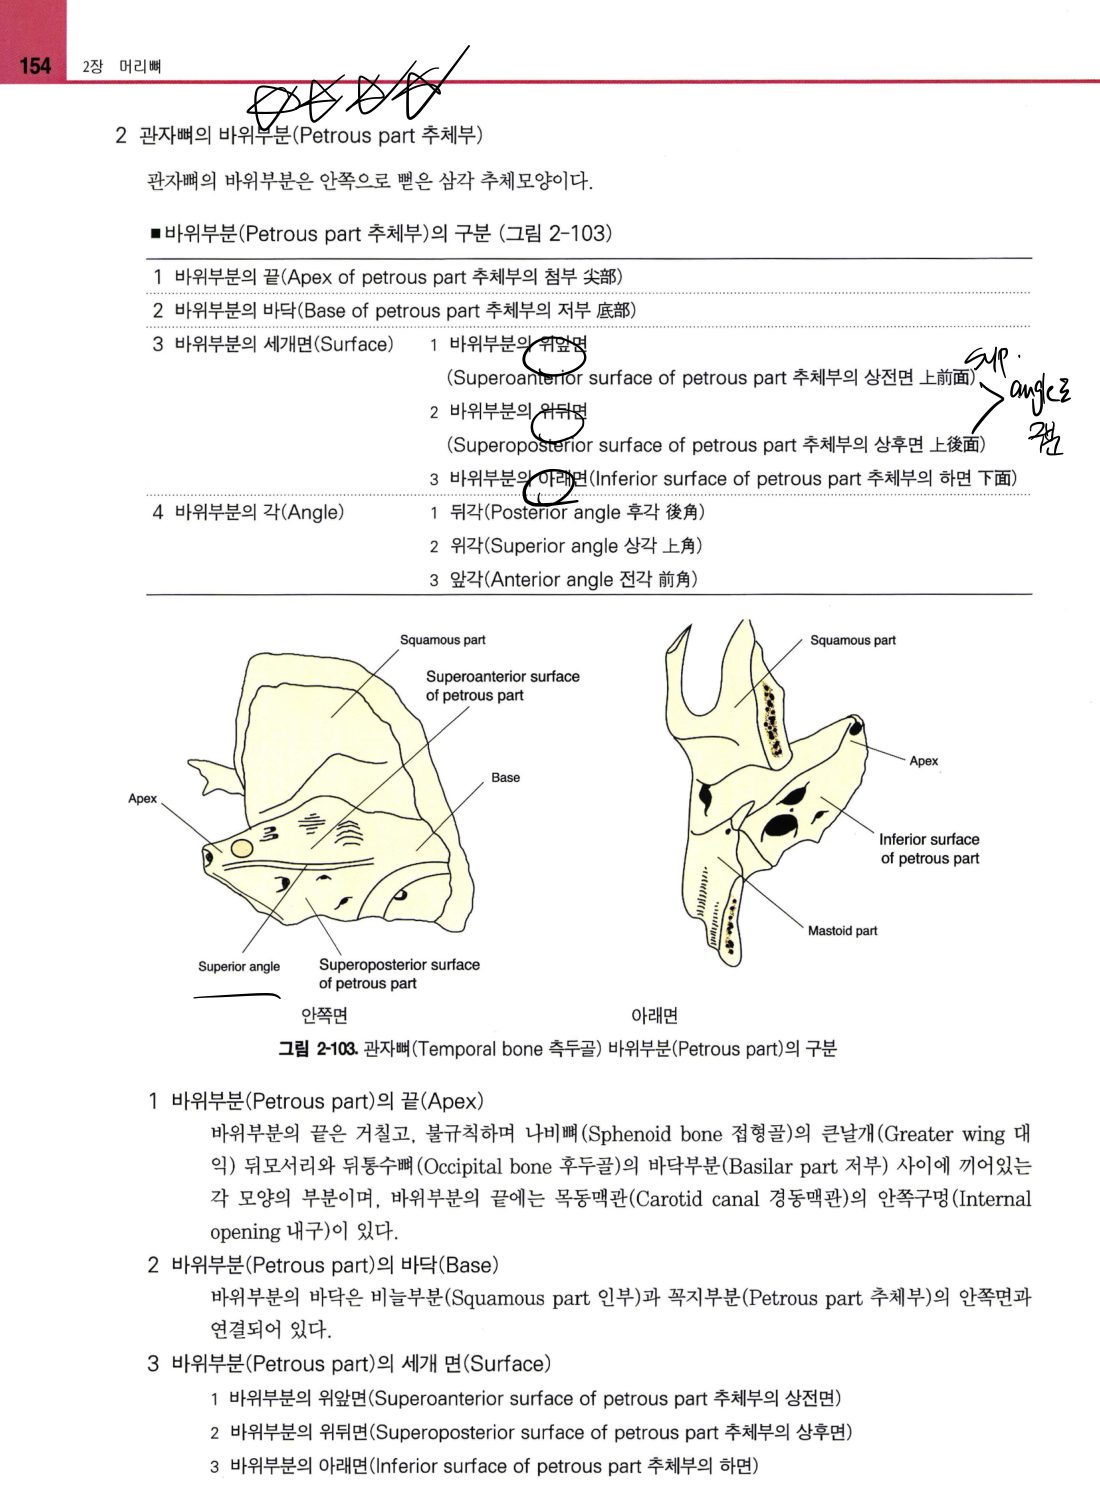 154 2장 머리뼈
2 관자뼈의 바위부분(Petrous part 추체부)
관자뼈의 바위부분은 안쪽으로 뻗은 삼각 추체모양이다.
■ 바위부분(Petrous part 추체부)의 구분 (그림 2-103)
1 바위부분의 끝(Apex of petrous part 추체부의 첨부 尖部)
2 바위부분의 바닥(Base of petrous part 추체부의 저부 底部)
3 바위부분의 세개면(Surface) 1 바위부분의 위앞면
(Superoanterior surface of petrous part 추체부의 상전면 上前面)
2 바위부분의 위뒤면
(Superoposterior surface of petrous part 추체부의 상후면 上後面)
3 바위부분의 아래면(Inferior surface of petrous part 추체부의 하면 下面)
sup.
angle로
구분
4 바위부분의 각(Angle) 1 뒤각(Posterior angle 후각 後角)
2 위각(Superior angle 상각 上角)
3 앞각(Anterior angle 전각 前角)
Squamous part
Superoanterior surface
of petrous part
Base
Apex
Superior angle
Superoposterior surface
of petrous part
안쪽면
Squamous part
Apex
Inferior surface
of petrous part
Mastoid part
아래면
그림 2-103. 관자뼈(Temporal bone 측두골) 바위부분(Petrous part)의 구분
1 바위부분(Petrous part)의 끝(Apex)
바위부분의 끝은 거칠고, 불규칙하며 나비뼈(Sphenoid bone 접형골)의 큰날개(Greater wing 대
익) 뒤모서리와 뒤통수뼈(Occipital bone 후두골)의 바닥부분(Basilar part 저부) 사이에 끼어있는
각 모양의 부분이며, 바위부분의 끝에는 목동맥관(Carotid canal 경동맥관)의 안쪽구멍(Internal
opening 내구)이 있다.
2 바위부분(Petrous part)의 바닥(Base)
바위부분의 바닥은 비늘부분(Squamous part 인부)과 꼭지부분(Petrous part 추체부)의 안쪽면과
연결되어 있다.
3 바위부분(Petrous part)의 세개 면(Surface)
1 바위부분의 위앞면(Superoanterior surface of petrous part 추체부의 상전면)
2 바위부분의 위뒤면(Superoposterior surface of petrous part 추체부의 상후면)
3 바위부분의 아래면(Inferior surface of petrous part 추체부의 하면)